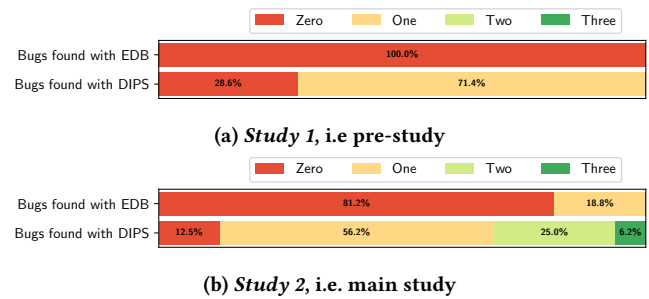 Zero One Two Three
Bugs found with EDB 100.0%
Bugs found with DIPS 28.6% 71.4%
(a) Study 1, i.e pre-study
Zero One Two Three
Bugs found with EDB 81.2% 18.8%
Bugs found with DIPS 12.5% 56.2% 25.0% 6.2%
(b) Study 2, i.e. main study